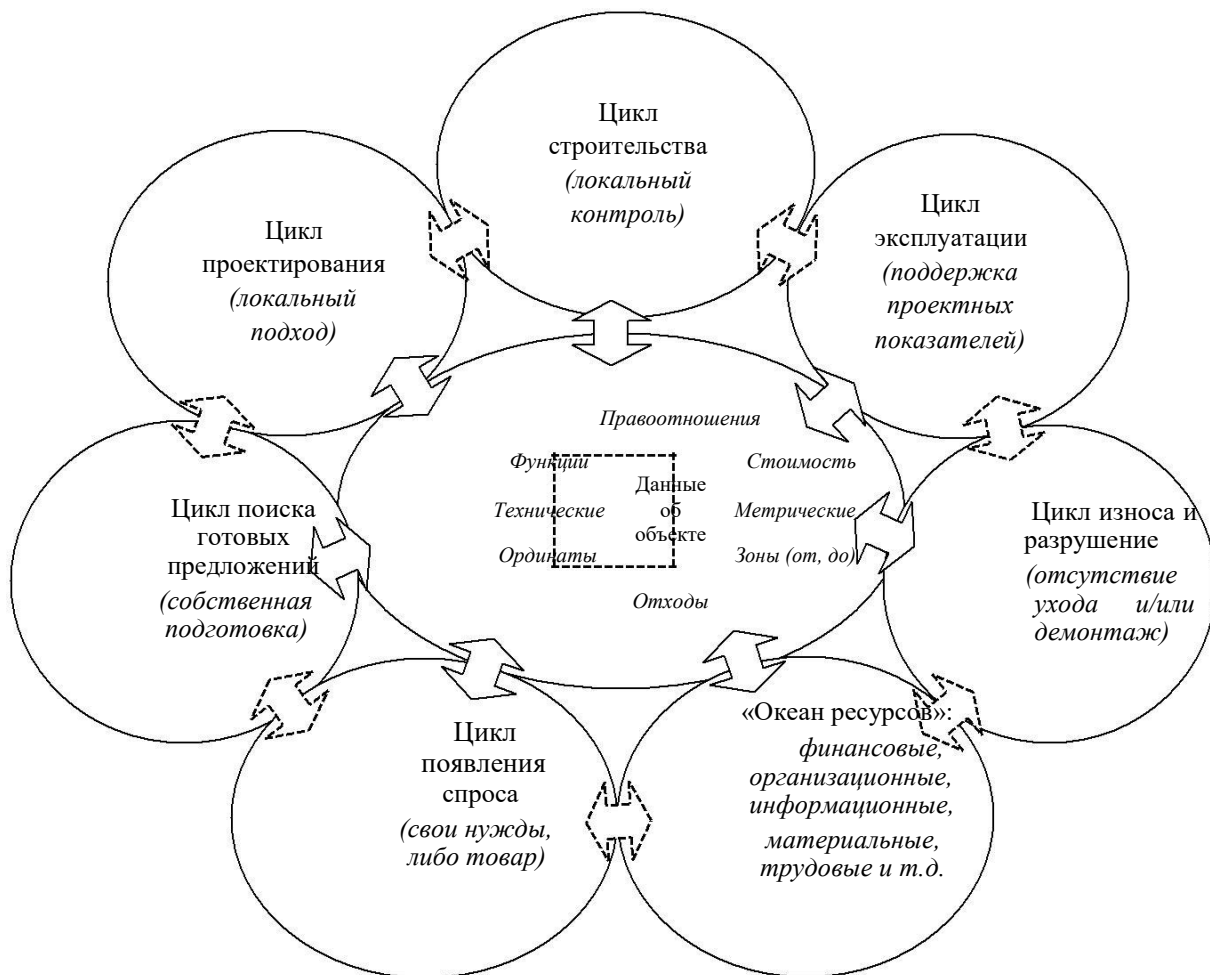 Цикл
строительства
(локальный
контроль)
Цикл
проектирования
(локальный
подход)
Цикл
эксплуатации
(поддержка
проектных
показателей)
Правоотношения
Функции
Стоимость
Данные
об
объекте
Технические
Метрические
Ординаты
Зоны (от, до)
Отходы
Цикл поиска
готовых
предложений
(собственная
подготовка)
Цикл износа и
разрушение
(отсутствие
ухода и/или
демонтаж)
Цикл
появления
спроса
(свои нужды,
либо товар)
«Океан ресурсов»:
финансовые,
организационные,
информационные,
материальные,
трудовые и т.д.